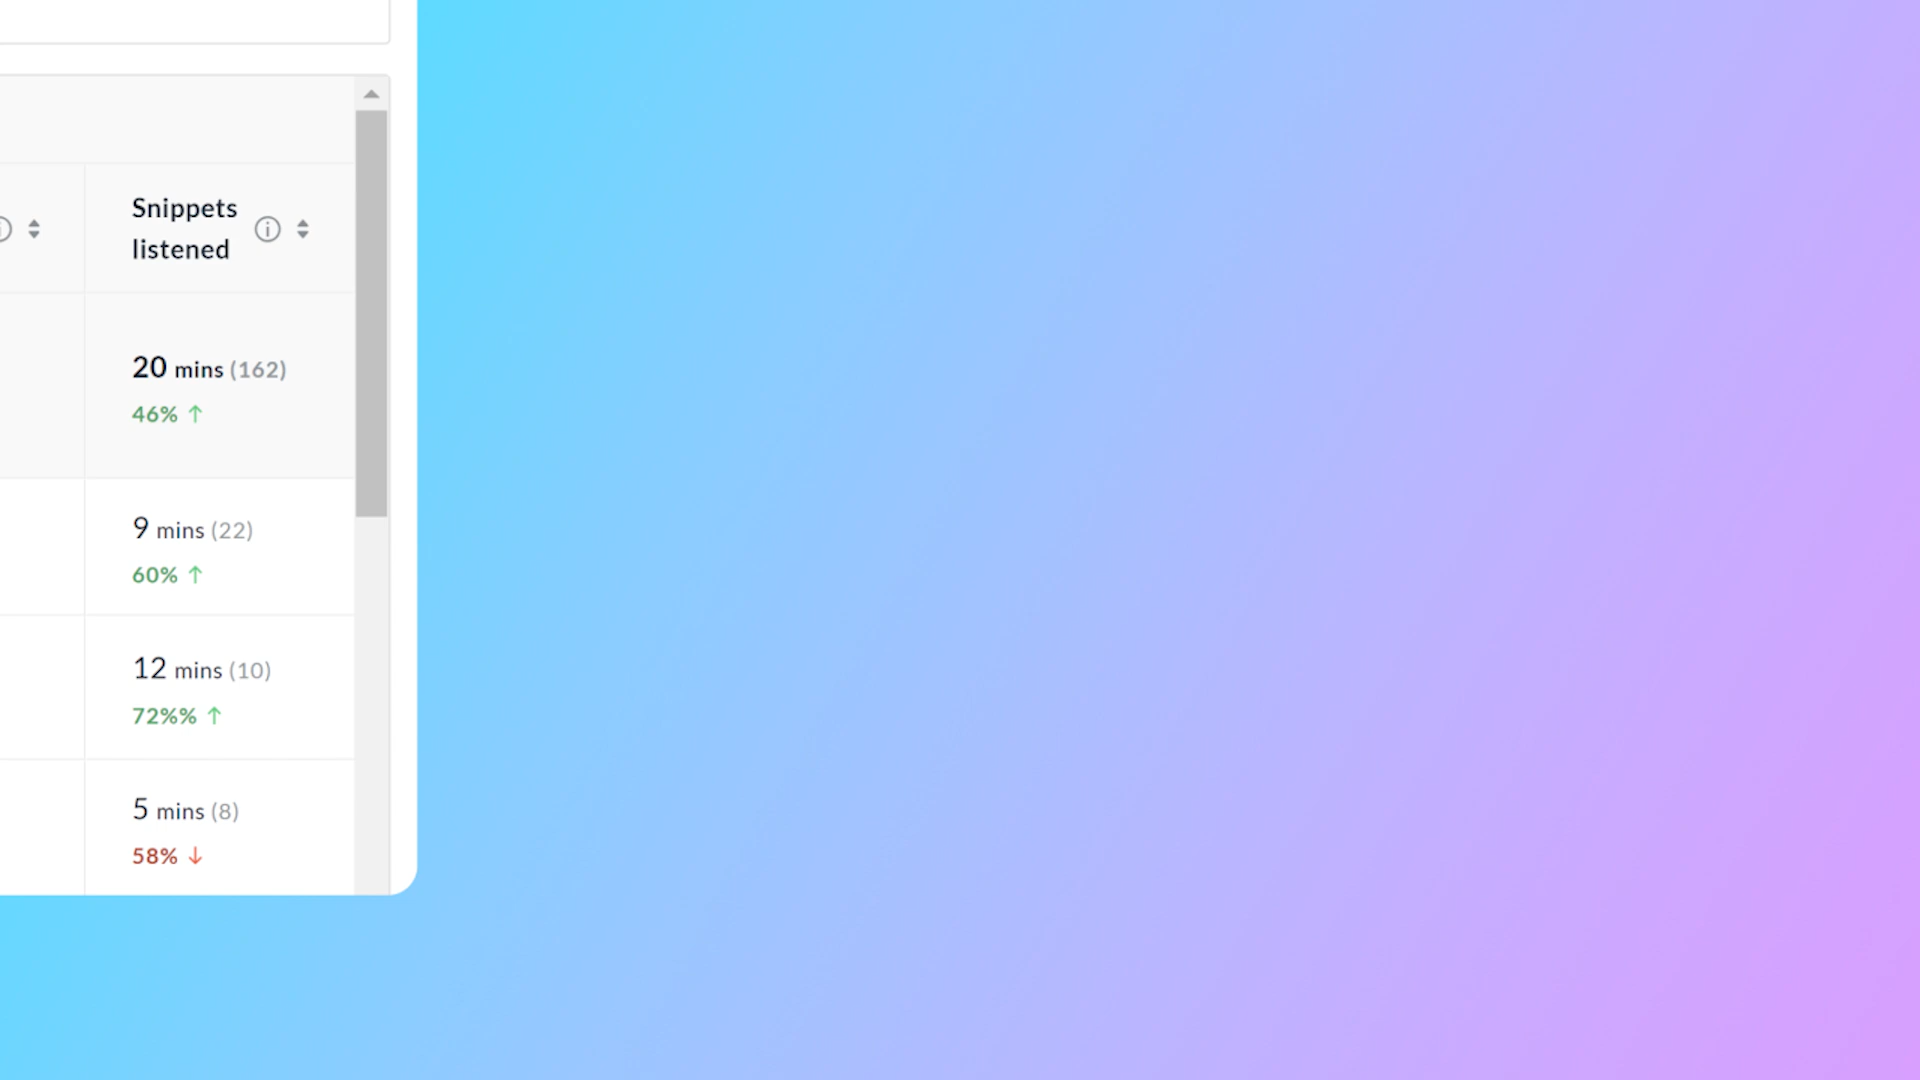 Snippets
listened
20 mins (162)
46% ↑
9 mins (22)
60% ↑
12 mins (10)
72%% ↑
5 mins (8)
58% ↓